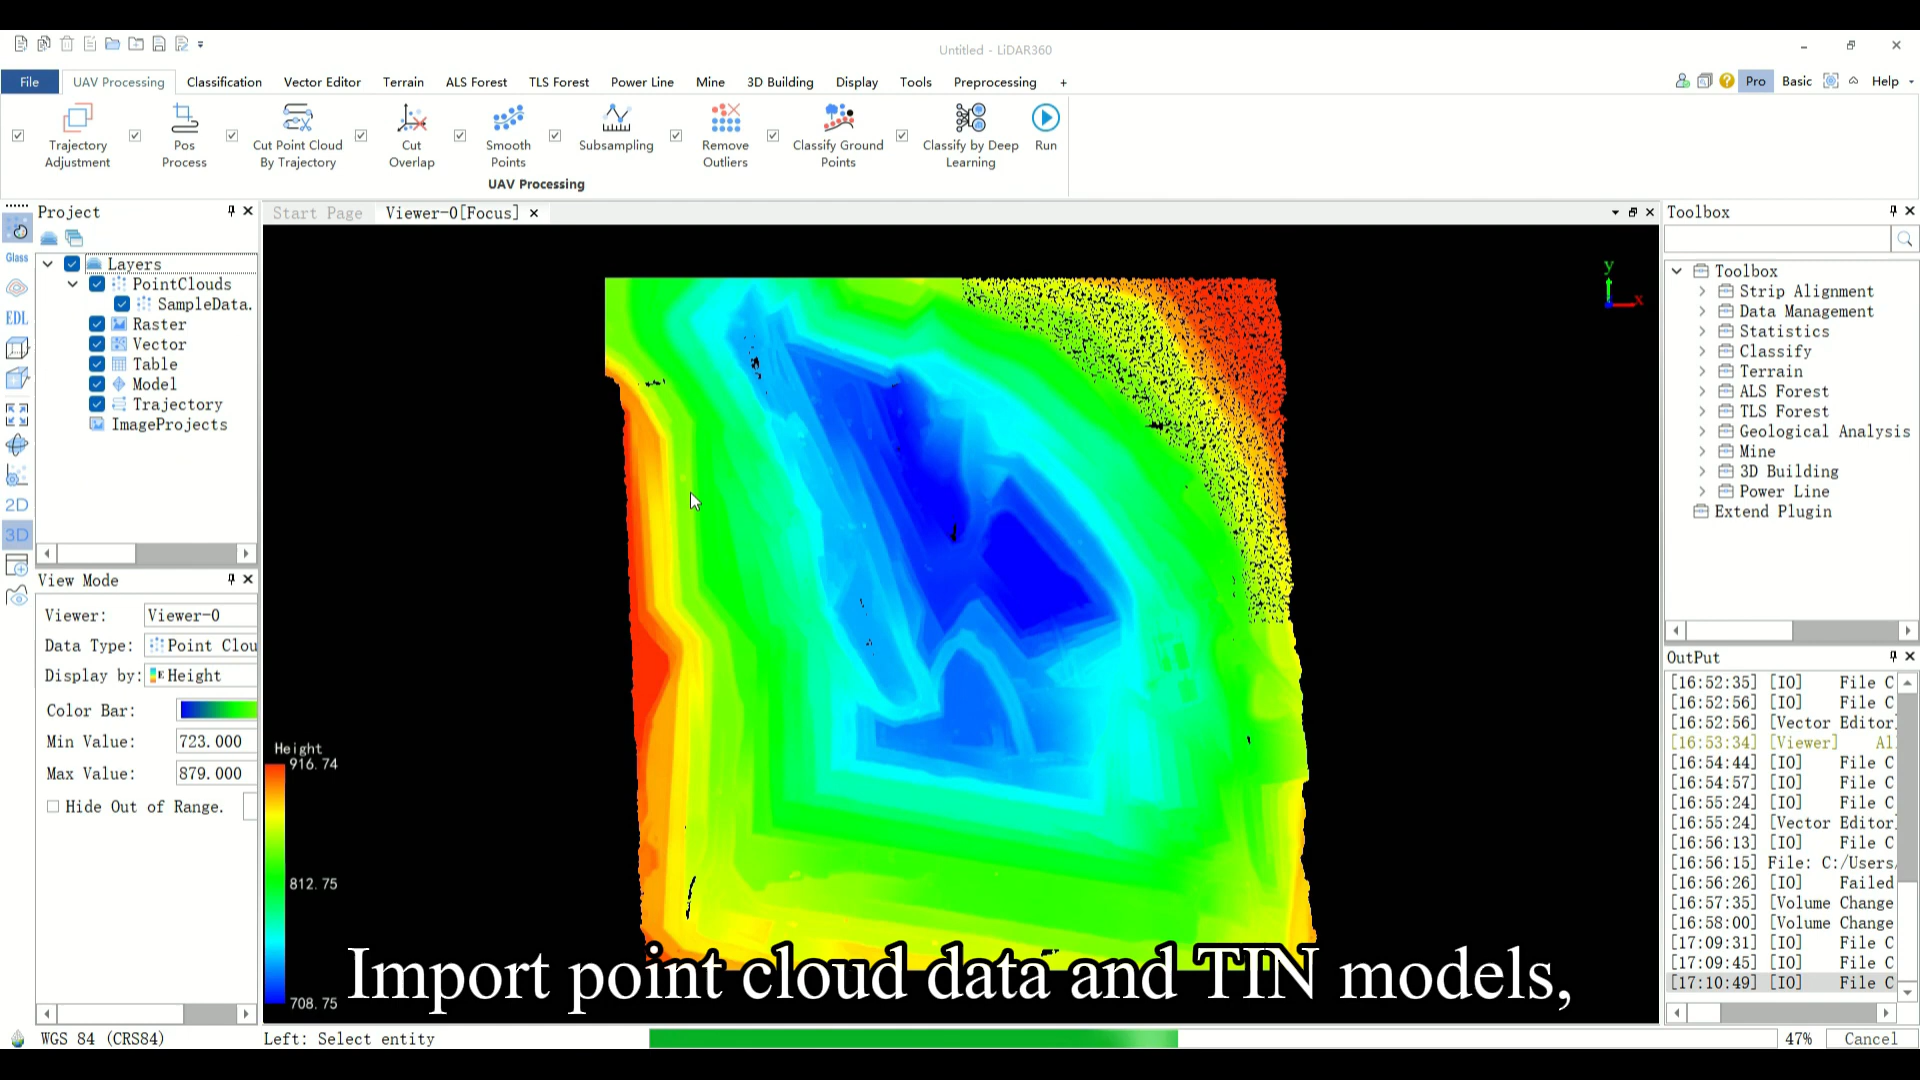 Untitled - LiDAR360
File UAV Processing Classification Vector Editor Terrain ALS Forest TLS Forest Power Line Mine 3D Building Display Tools Preprocessing + Pro Basic Help
Trajectory Adjustment
Pos Process
Cut Point Cloud By Trajectory
Cut Overlap
Smooth Points
Subsampling
Remove Outliers
Classify Ground Points
Classify by Deep Learning
Run
UAV Processing
Project
Start Page Viewer-0[Focus]
Toolbox
Glass
EDL
2D
3D
Layers
PointClouds
SampleData.
Raster
Vector
Table
Model
Trajectory
ImageProjects
View Mode
Viewer: Viewer-0
Data Type: Point Clou
Display by: Height
Color Bar:
Min Value: 723.000
Max Value: 879.000
Hide Out of Range.
y
x
Height
916.74
812.75
708.75
Import point cloud data and TIN models,
Toolbox
Strip Alignment
Data Management
Statistics
Classify
Terrain
ALS Forest
TLS Forest
Geological Analysis
Mine
3D Building
Power Line
Extend Plugin
OutPut
[16:52:35] [IO] File C
[16:52:56] [IO] File C
[16:52:56] [Vector Editor]
[16:53:34] [Viewer] Al
[16:54:44] [IO] File C
[16:54:57] [IO] File C
[16:55:24] [IO] File C
[16:55:24] [Vector Editor]
[16:56:13] [IO] File C
[16:56:15] File: C:/Users/
[16:56:26] [IO] Failed
[16:57:35] [Volume Change
[16:58:00] [Volume Change
[17:09:31] [IO] File C
[17:09:45] [IO] File C
[17:10:49] [IO] File C
WGS 84 (CRS84) Left: Select entity 47% Cancel